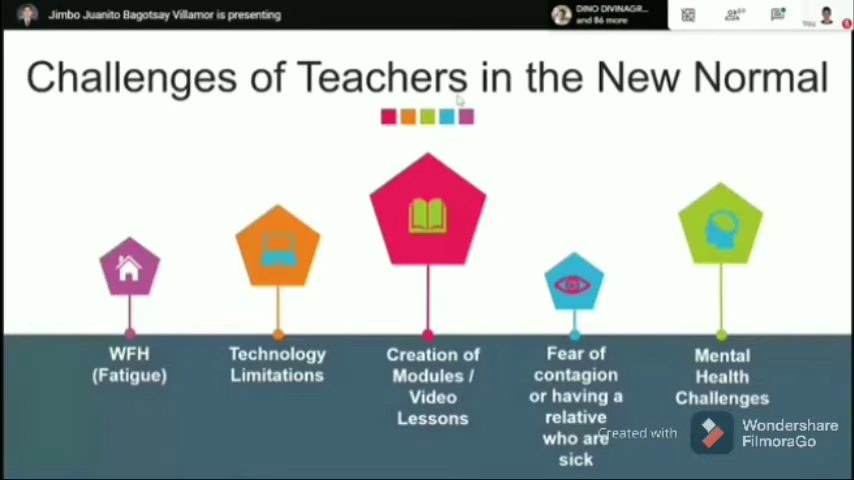 Jimbo Juanito Bagotsay Villamor is presenting
DINO DIVINAGR...
and 86 more
You
Challenges of Teachers in the New Normal
WFH
(Fatigue)
Technology
Limitations
Creation of
Modules /
Video
Lessons
Fear of
contagion
or having a
relative
who are
sick
Mental
Health
Challenges
Created with
Wondershare
FilmoraGo